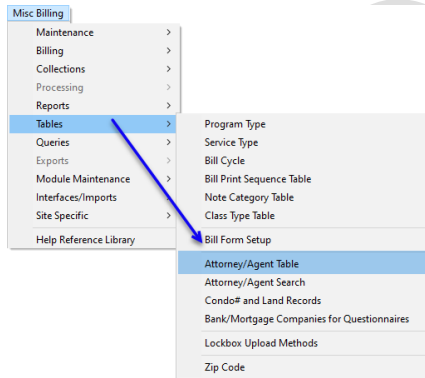 Misc Billing
Maintenance
Billing
Collections
Processing
Reports
Tables
Queries
Exports
Module Maintenance
Interfaces/Imports
Site Specific
Help Reference Library
Program Type
Service Type
Bill Cycle
Bill Print Sequence Table
Note Category Table
Class Type Table
Bill Form Setup
Attorney/Agent Table
Attorney/Agent Search
Condo# and Land Records
Bank/Mortgage Companies for Questionnaires
Lockbox Upload Methods
Zip Code